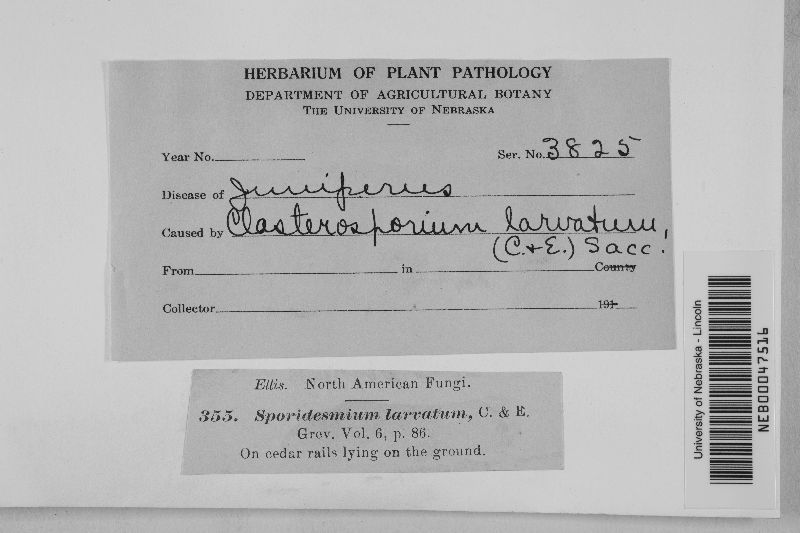 HERBARIUM OF PLANT PATHOLOGY
DEPARTMENT OF AGRICULTURAL BOTANY
THE UNIVERSITY OF NEBRASKA
Year No. Ser. No. 3825
Disease of Juniperus
Caused by Clasterosporium larvatum,
(C. & E.) Sacc.
From in County
Collector 191
Ellis. North American Fungi.
355. Sporidesmium larvatum, C. & E.
Grev. Vol. 6, p. 86.
On cedar rails lying on the ground.
University of Nebraska - Lincoln
NEB00047516